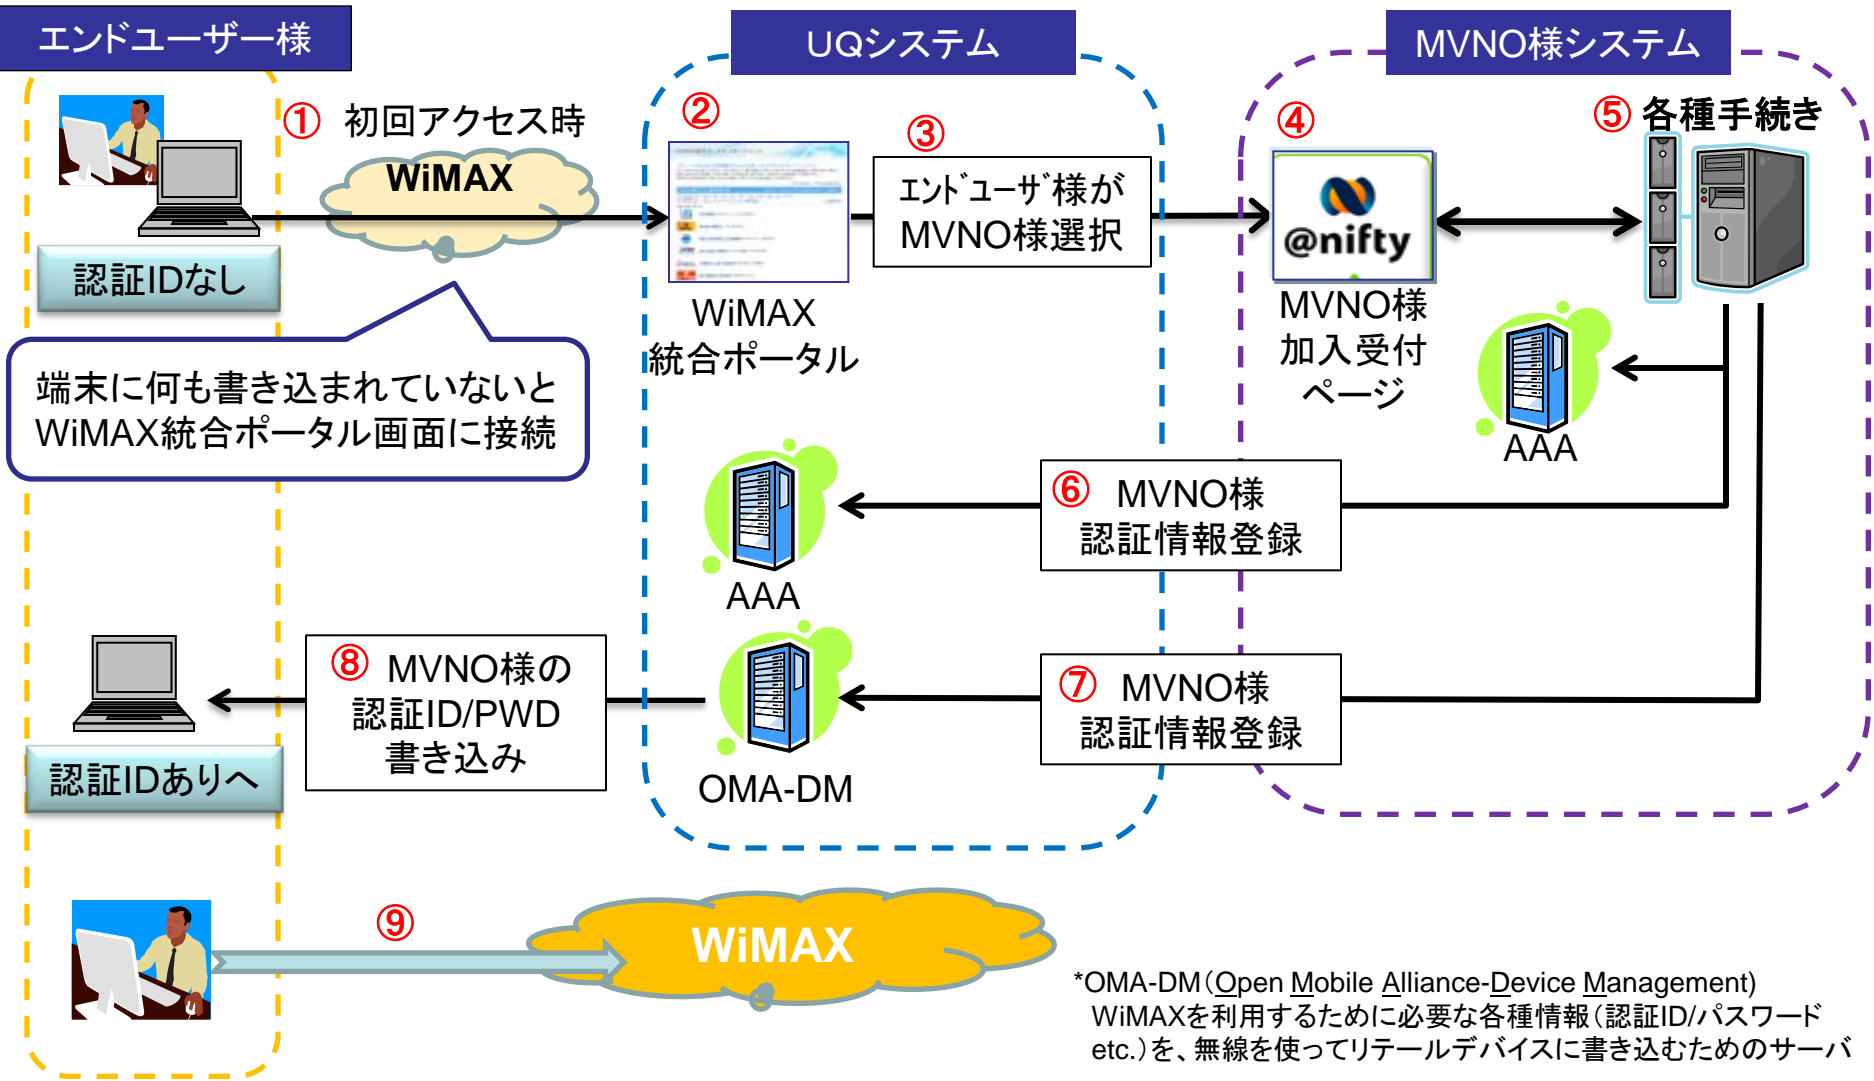 エンドユーザー様
UQシステム
MVNO様システム
① 初回アクセス時
WiMAX
認証IDなし
端末に何も書き込まれていないと
WiMAX統合ポータル画面に接続
②
WiMAX
統合ポータル
③
エンドユーザ様が
MVNO様選択
④
@nifty
MVNO様
加入受付
ページ
⑤ 各種手続き
AAA
⑥ MVNO様
認証情報登録
AAA
⑦ MVNO様
認証情報登録
OMA-DM
⑧ MVNO様の
認証ID/PWD
書き込み
認証IDありへ
⑨
WiMAX
*OMA-DM(Open Mobile Alliance-Device Management)
WiMAXを利用するために必要な各種情報(認証ID/パスワード
etc.)を、無線を使ってリテールデバイスに書き込むためのサーバ